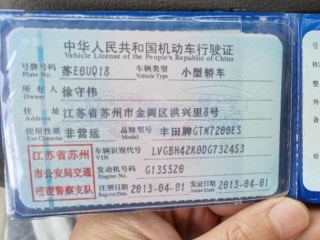 中华人民共和国机动车行驶证
Vehicle License of the People's Republic of China
号牌号码 苏E0UQ18 车辆类型 小型轿车
Plate No. Vehicle Type
所有人 徐守伟
Owner
住址 江苏省苏州市金阊区洪兴里8号
Address
使用性质 非营运 品牌型号 丰田牌GTM7200E5
Use Character Model
江苏省苏州
市公安局交通
巡逻警察支队
车辆识别代号 LVGBH42K0DG732453
VIN
发动机号码 G135520
Engine No.
注册日期 2013-04-01 发证日期 2013-04-01
Register Date Issue Date